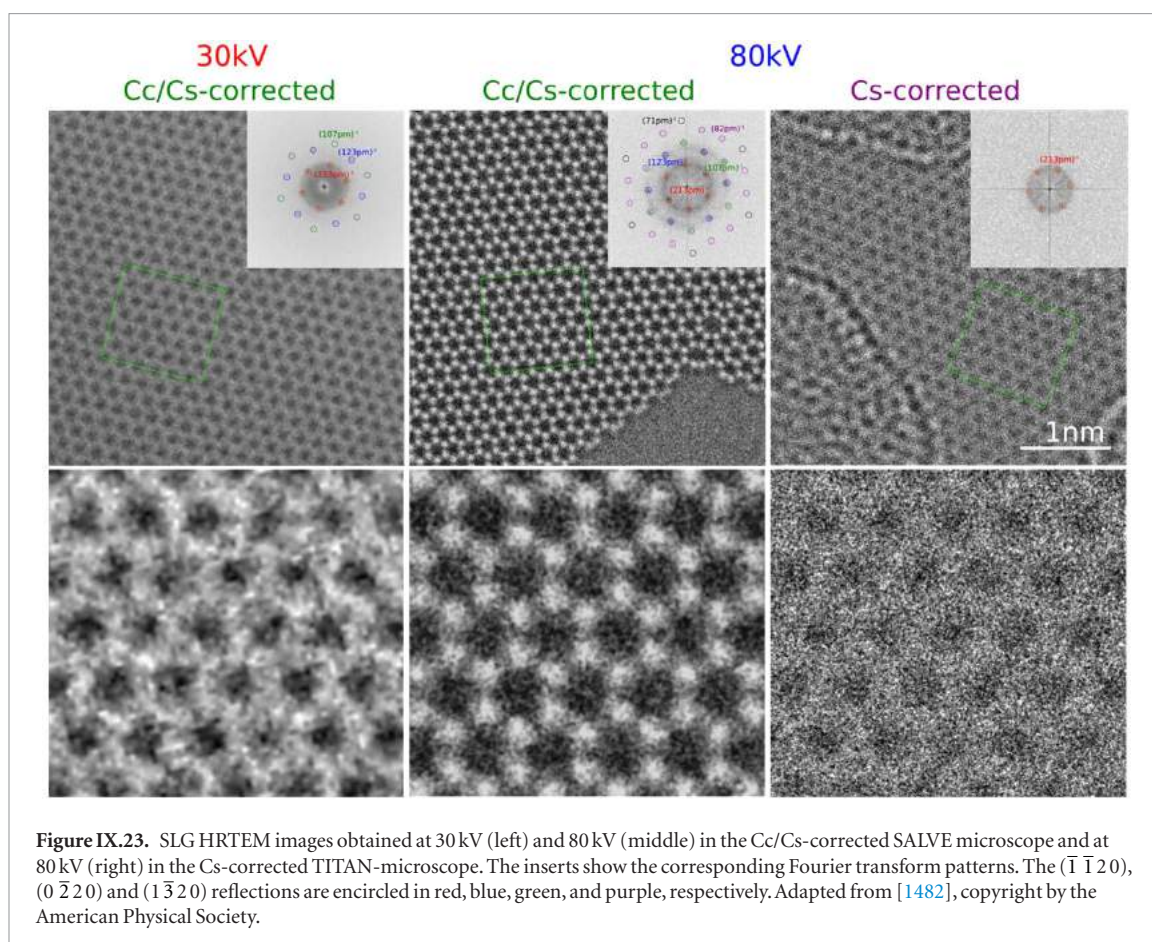 30kV
80kV
Cc/Cs-corrected
Cc/Cs-corrected
Cs-corrected
(107pm)⁻¹
(123pm)⁻¹
(71pm)⁻¹
(82pm)⁻¹
(123pm)
(107pm)
(213pm)
(213pm)⁻¹
1nm
Figure IX.23. SLG HRTEM images obtained at 30 kV (left) and 80 kV (middle) in the Cc/Cs-corrected SALVE microscope and at
80 kV (right) in the Cs-corrected TITAN-microscope. The inserts show the corresponding Fourier transform patterns. The (1̅ 1̅ 2 0),
(0 2̅ 2 0) and (1 3̅ 2 0) reflections are encircled in red, blue, green, and purple, respectively. Adapted from [1482], copyright by the
American Physical Society.